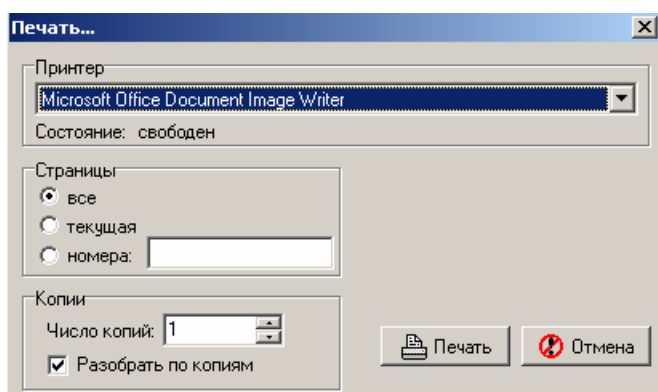 Печать...
Принтер
Microsoft Office Document Image Writer
Состояние: свободен
Страницы
все
текущая
номера:
Копии
Число копий: 1
Разобрать по копиям
Печать Отмена